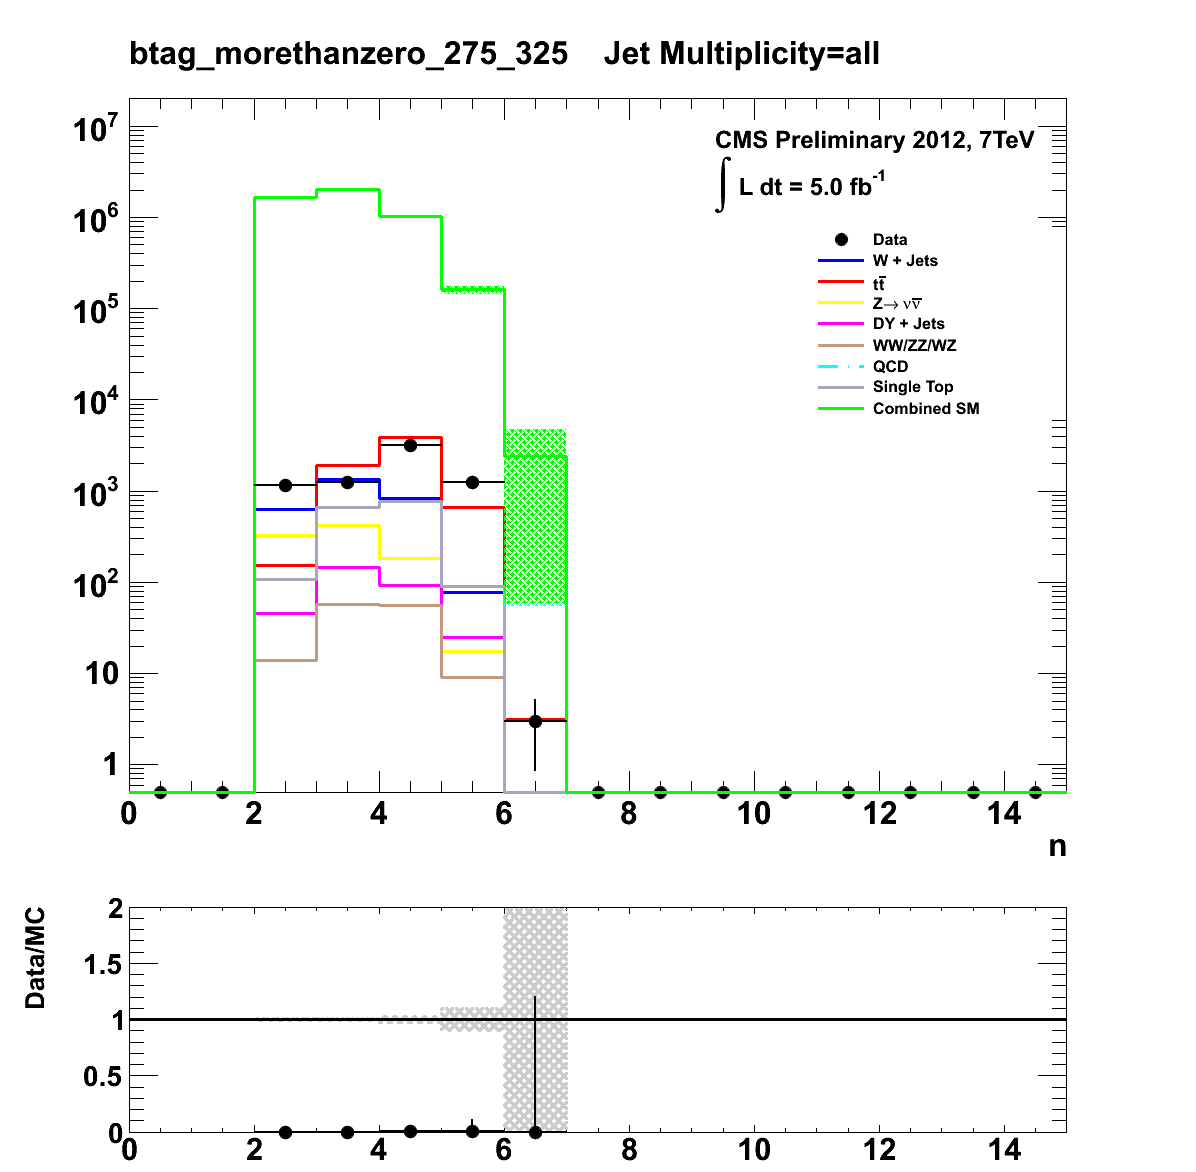 btag_morethanzero_275_325 Jet Multiplicity=all
10^7
10^6
10^5
10^4
10^3
10^2
10
1
CMS Preliminary 2012, 7TeV
∫ L dt = 5.0 fb^-1
Data
W + Jets
tt̅
Z→ νν̅
DY + Jets
WW/ZZ/WZ
QCD
Single Top
Combined SM
0 2 4 6 8 10 12 14
n
Data/MC
2
1.5
1
0.5
0
0 2 4 6 8 10 12 14